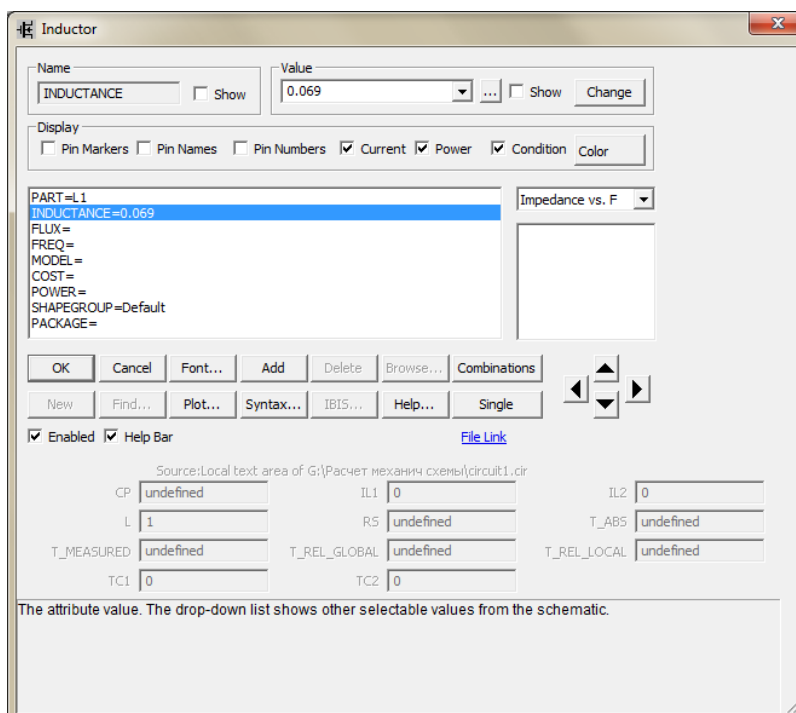 Inductor
Name
INDUCTANCE Show
Value
0.069 ... Show Change
Display
Pin Markers Pin Names Pin Numbers Current Power Condition Color
PART=L1
INDUCTANCE=0.069
FLUX=
FREQ=
MODEL=
COST=
POWER=
SHAPEGROUP=Default
PACKAGE=
Impedance vs. F
OK Cancel Font... Add Delete Browse... Combinations
New Find... Plot... Syntax... IBIS... Help... Single
Enabled Help Bar File Link
Source:Local text area of G:\Расчет механич схемы\circuit1.cir
CP undefined IL1 0 IL2 0
L 1 RS undefined T_ABS undefined
T_MEASURED undefined T_REL_GLOBAL undefined T_REL_LOCAL undefined
TC1 0 TC2 0
The attribute value. The drop-down list shows other selectable values from the schematic.